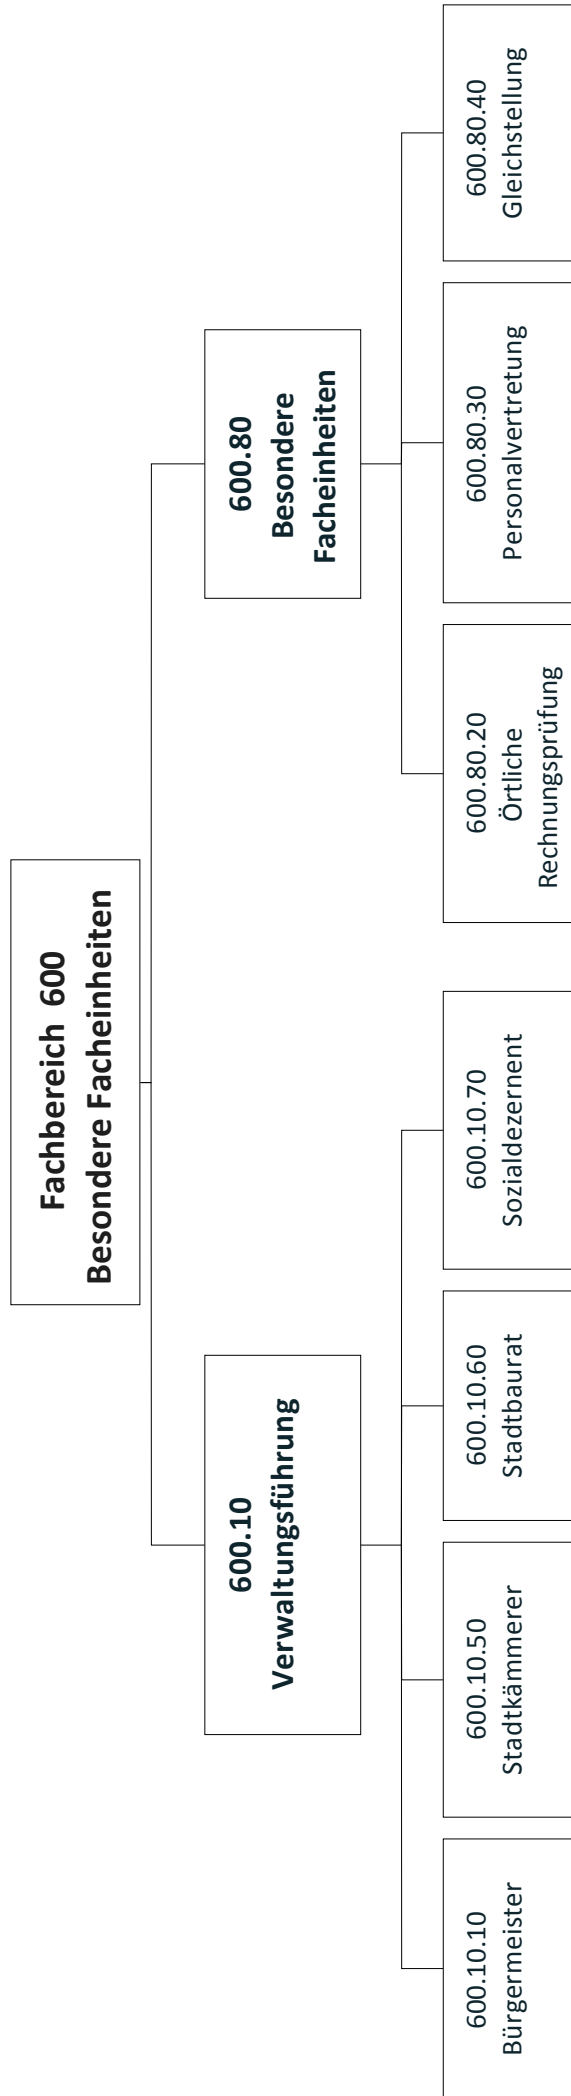 Fachbereich 600
Besondere Facheinheiten
600.10
Verwaltungsführung
600.80
Besondere
Facheinheiten
600.10.10
Bürgermeister
600.10.50
Stadtkämmerer
600.10.60
Stadtbaurat
600.10.70
Sozialdezernent
600.80.20
Örtliche
Rechnungsprüfung
600.80.30
Personalvertretung
600.80.40
Gleichstellung